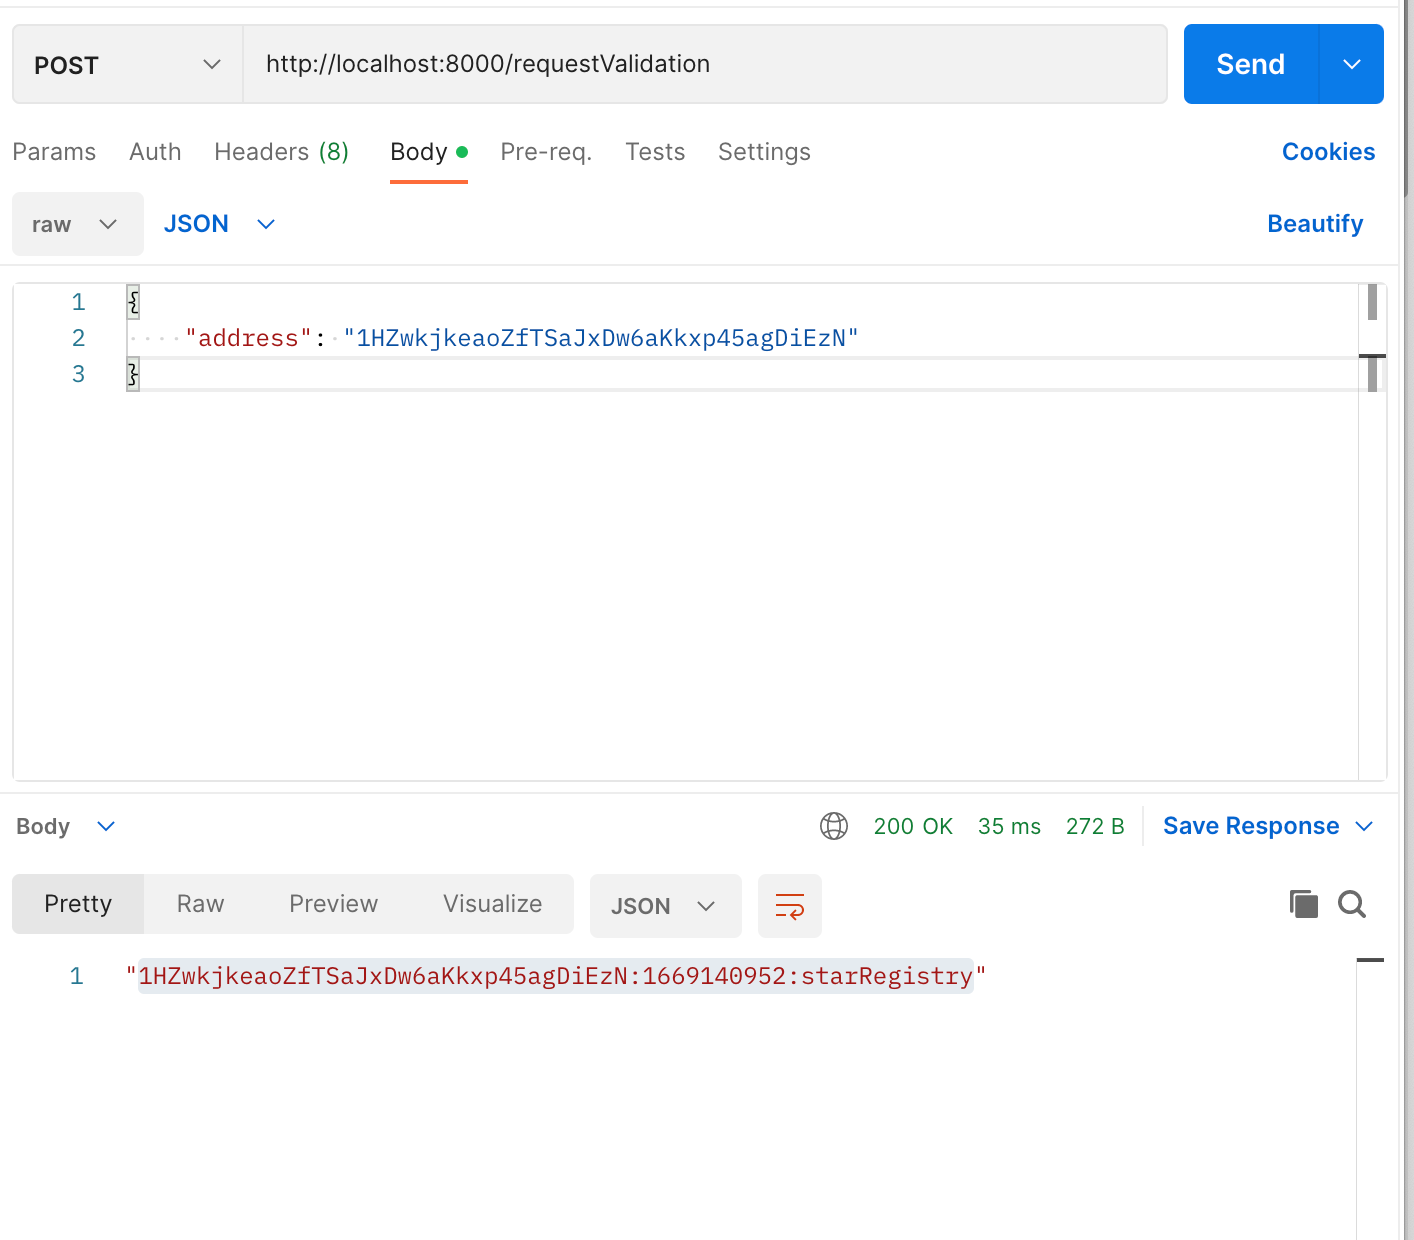 POST http://localhost:8000/requestValidation Send
Params Auth Headers (8) Body Pre-req. Tests Settings Cookies
raw JSON Beautify
1 {
2 "address": "1HZwkjkeaoZfTSaJxDw6aKkxp45agDiEzN"
3 }
Body 200 OK 35 ms 272 B Save Response
Pretty Raw Preview Visualize JSON
1 "1HZwkjkeaoZfTSaJxDw6aKkxp45agDiEzN:1669140952:starRegistry"